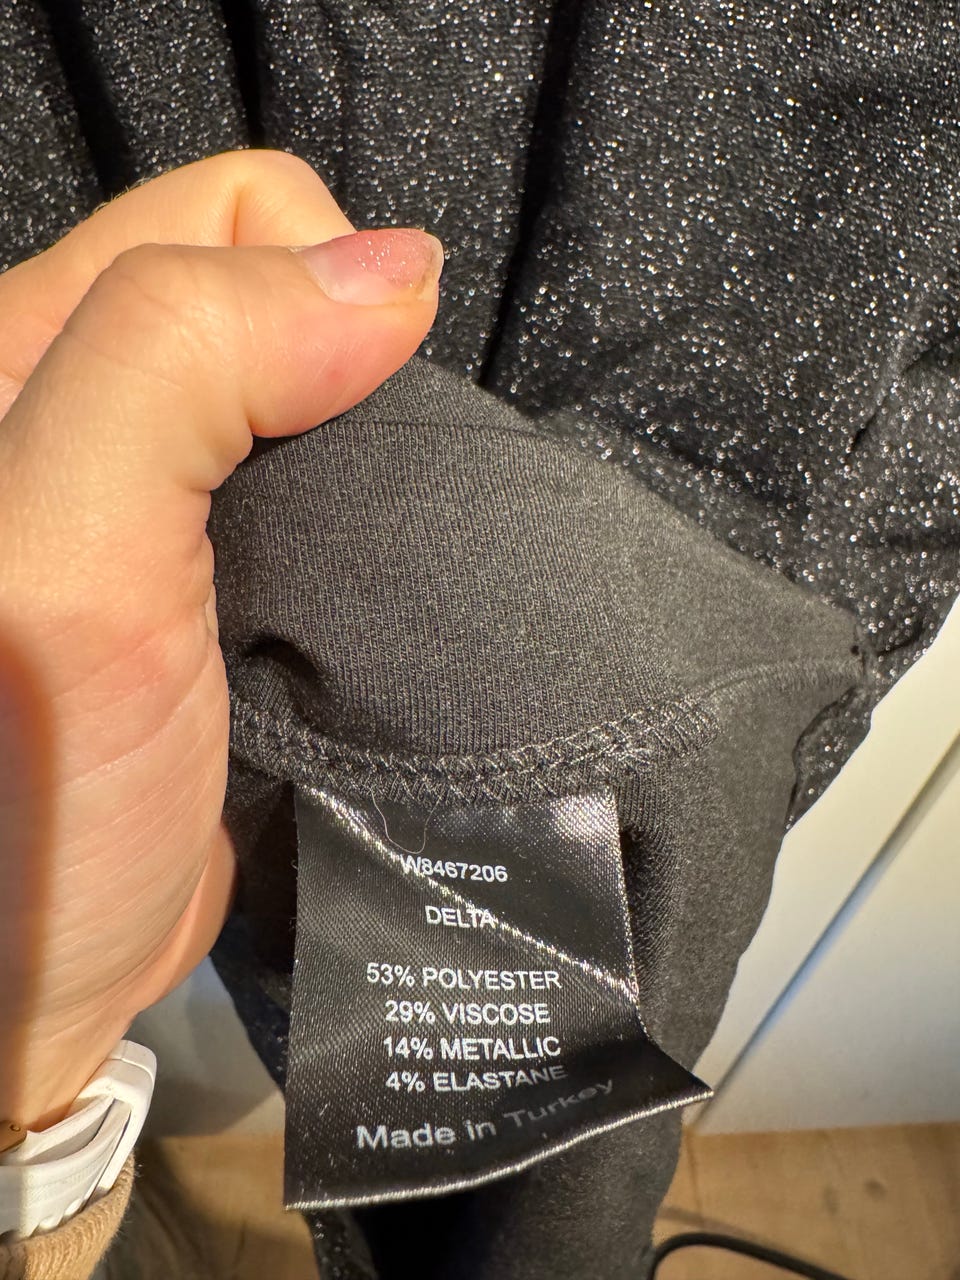 W8467206
DELTA
53% POLYESTER
29% VISCOSE
14% METALLIC
4% ELASTANE
Made in Turkey